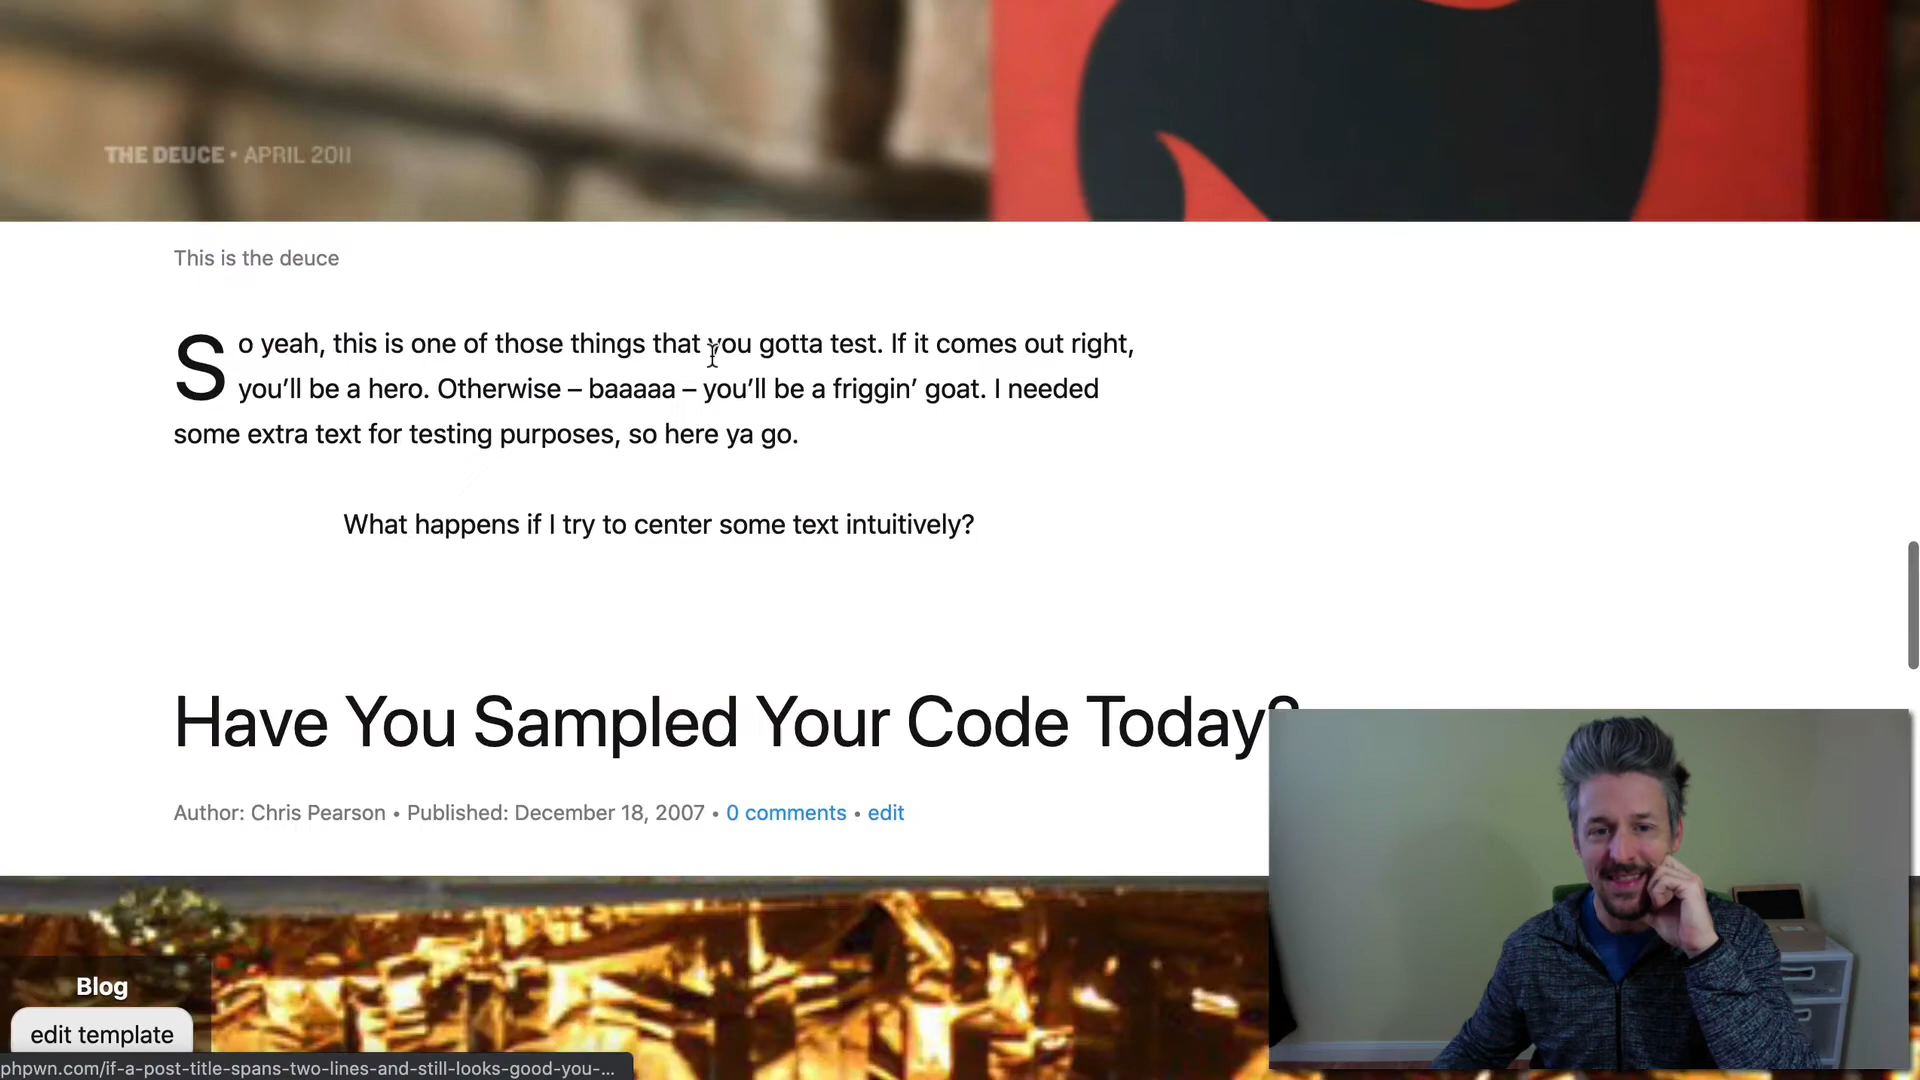 THE DEUCE • APRIL 2011
This is the deuce
So yeah, this is one of those things that you gotta test. If it comes out right,
you’ll be a hero. Otherwise – baaaaa – you’ll be a friggin’ goat. I needed
some extra text for testing purposes, so here ya go.
What happens if I try to center some text intuitively?
Have You Sampled Your Code Today?
Author: Chris Pearson • Published: December 18, 2007 • 0 comments • edit
Blog
edit template
phpwn.com/if-a-post-title-spans-two-lines-and-still-looks-good-you-...